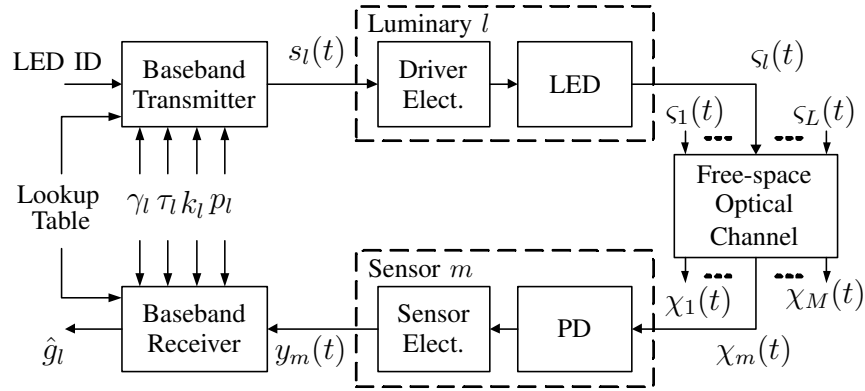 Luminary l
LED ID
Baseband
Transmitter
s_l(t)
Driver
Elect.
LED
ς_l(t)
ς_1(t)
ς_L(t)
Lookup
Table
γ_l τ_l k_l p_l
Free-space
Optical
Channel
Sensor m
χ_1(t)
χ_M(t)
ĝ_l
Baseband
Receiver
y_m(t)
Sensor
Elect.
PD
χ_m(t)